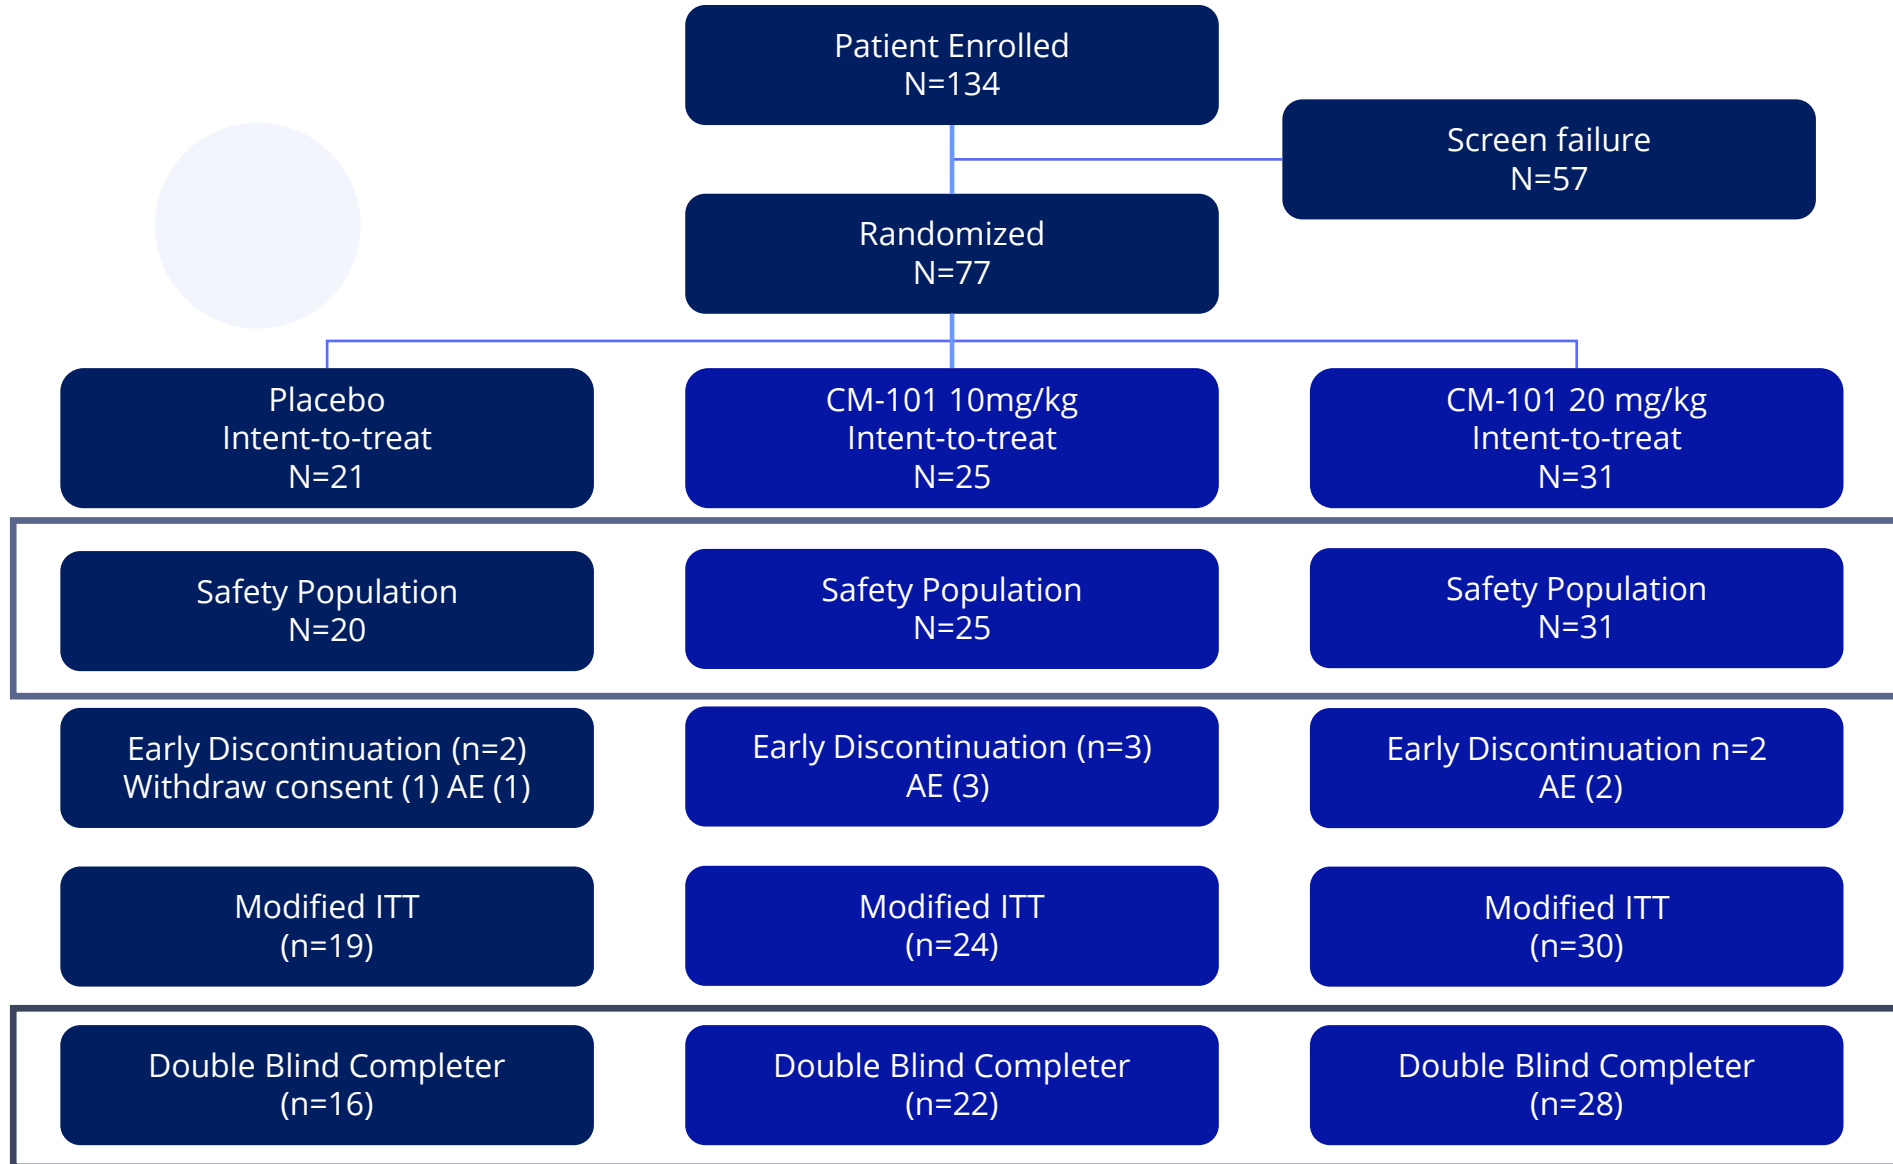 Patient Enrolled
N=134
Screen failure
N=57
Randomized
N=77
Placebo
Intent-to-treat
N=21
CM-101 10mg/kg
Intent-to-treat
N=25
CM-101 20 mg/kg
Intent-to-treat
N=31
Safety Population
N=20
Safety Population
N=25
Safety Population
N=31
Early Discontinuation (n=2)
Withdraw consent (1) AE (1)
Early Discontinuation (n=3)
AE (3)
Early Discontinuation n=2
AE (2)
Modified ITT
(n=19)
Modified ITT
(n=24)
Modified ITT
(n=30)
Double Blind Completer
(n=16)
Double Blind Completer
(n=22)
Double Blind Completer
(n=28)